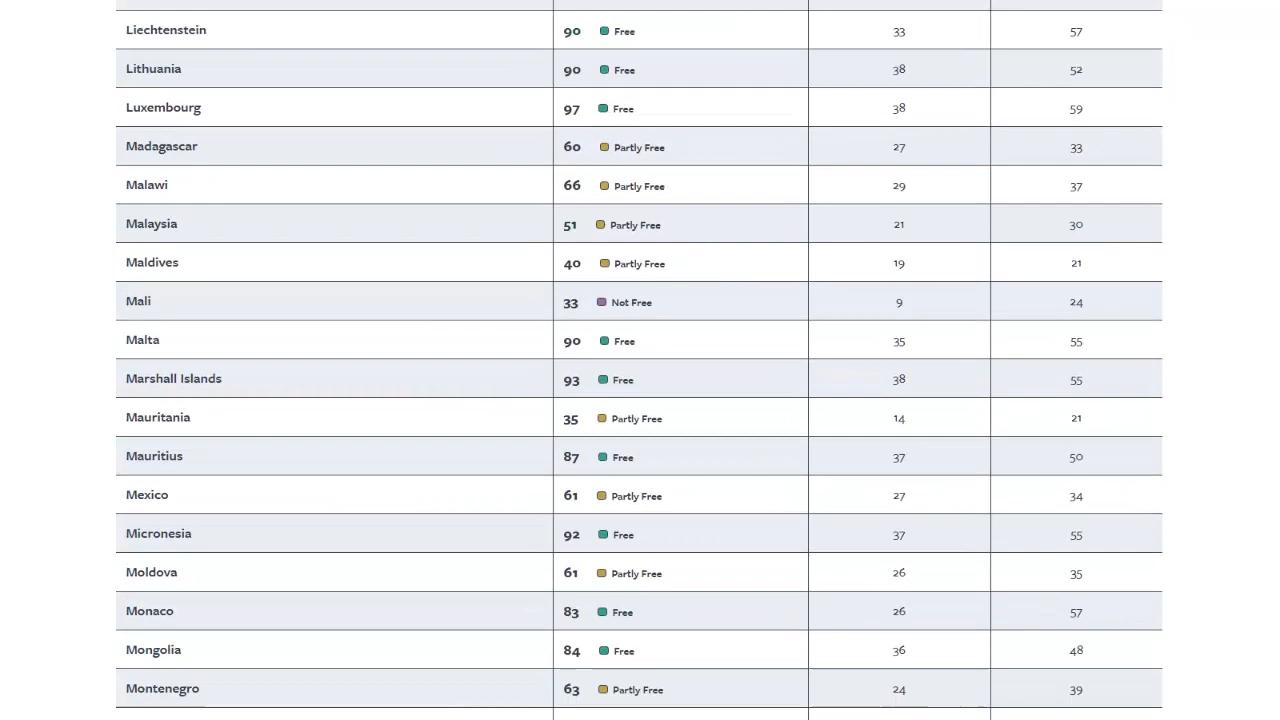 Liechtenstein 90 Free 33 57
Lithuania 90 Free 38 52
Luxembourg 97 Free 38 59
Madagascar 60 Partly Free 27 33
Malawi 66 Partly Free 29 37
Malaysia 51 Partly Free 21 30
Maldives 40 Partly Free 19 21
Mali 33 Not Free 9 24
Malta 90 Free 35 55
Marshall Islands 93 Free 38 55
Mauritania 35 Partly Free 14 21
Mauritius 87 Free 37 50
Mexico 61 Partly Free 27 34
Micronesia 92 Free 37 55
Moldova 61 Partly Free 26 35
Monaco 83 Free 26 57
Mongolia 84 Free 36 48
Montenegro 63 Partly Free 24 39